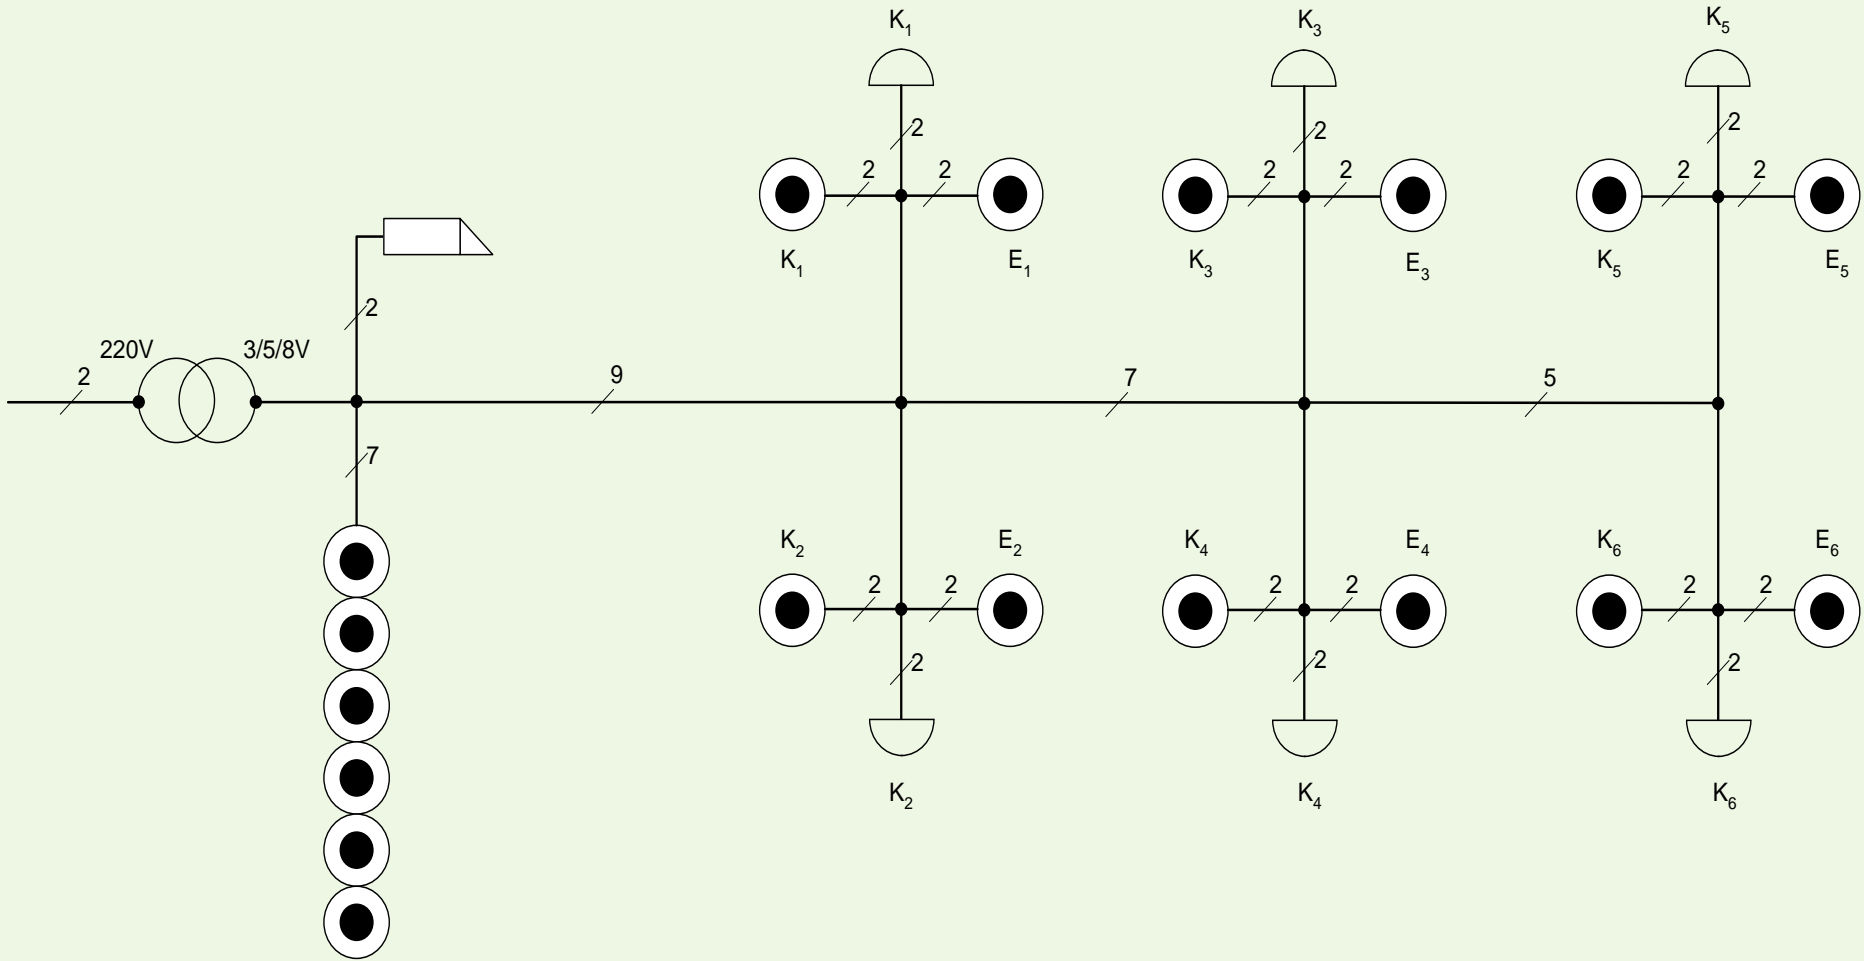 K₁ K₃ K₅
2 2 2
2 2 2 2 2 2
K₁ E₁ K₃ E₃ K₅ E₅
2
220V 3/5/8V
2 9 7 5
7
K₂ E₂ K₄ E₄ K₆ E₆
2 2 2 2 2 2
2 2 2
K₂ K₄ K₆